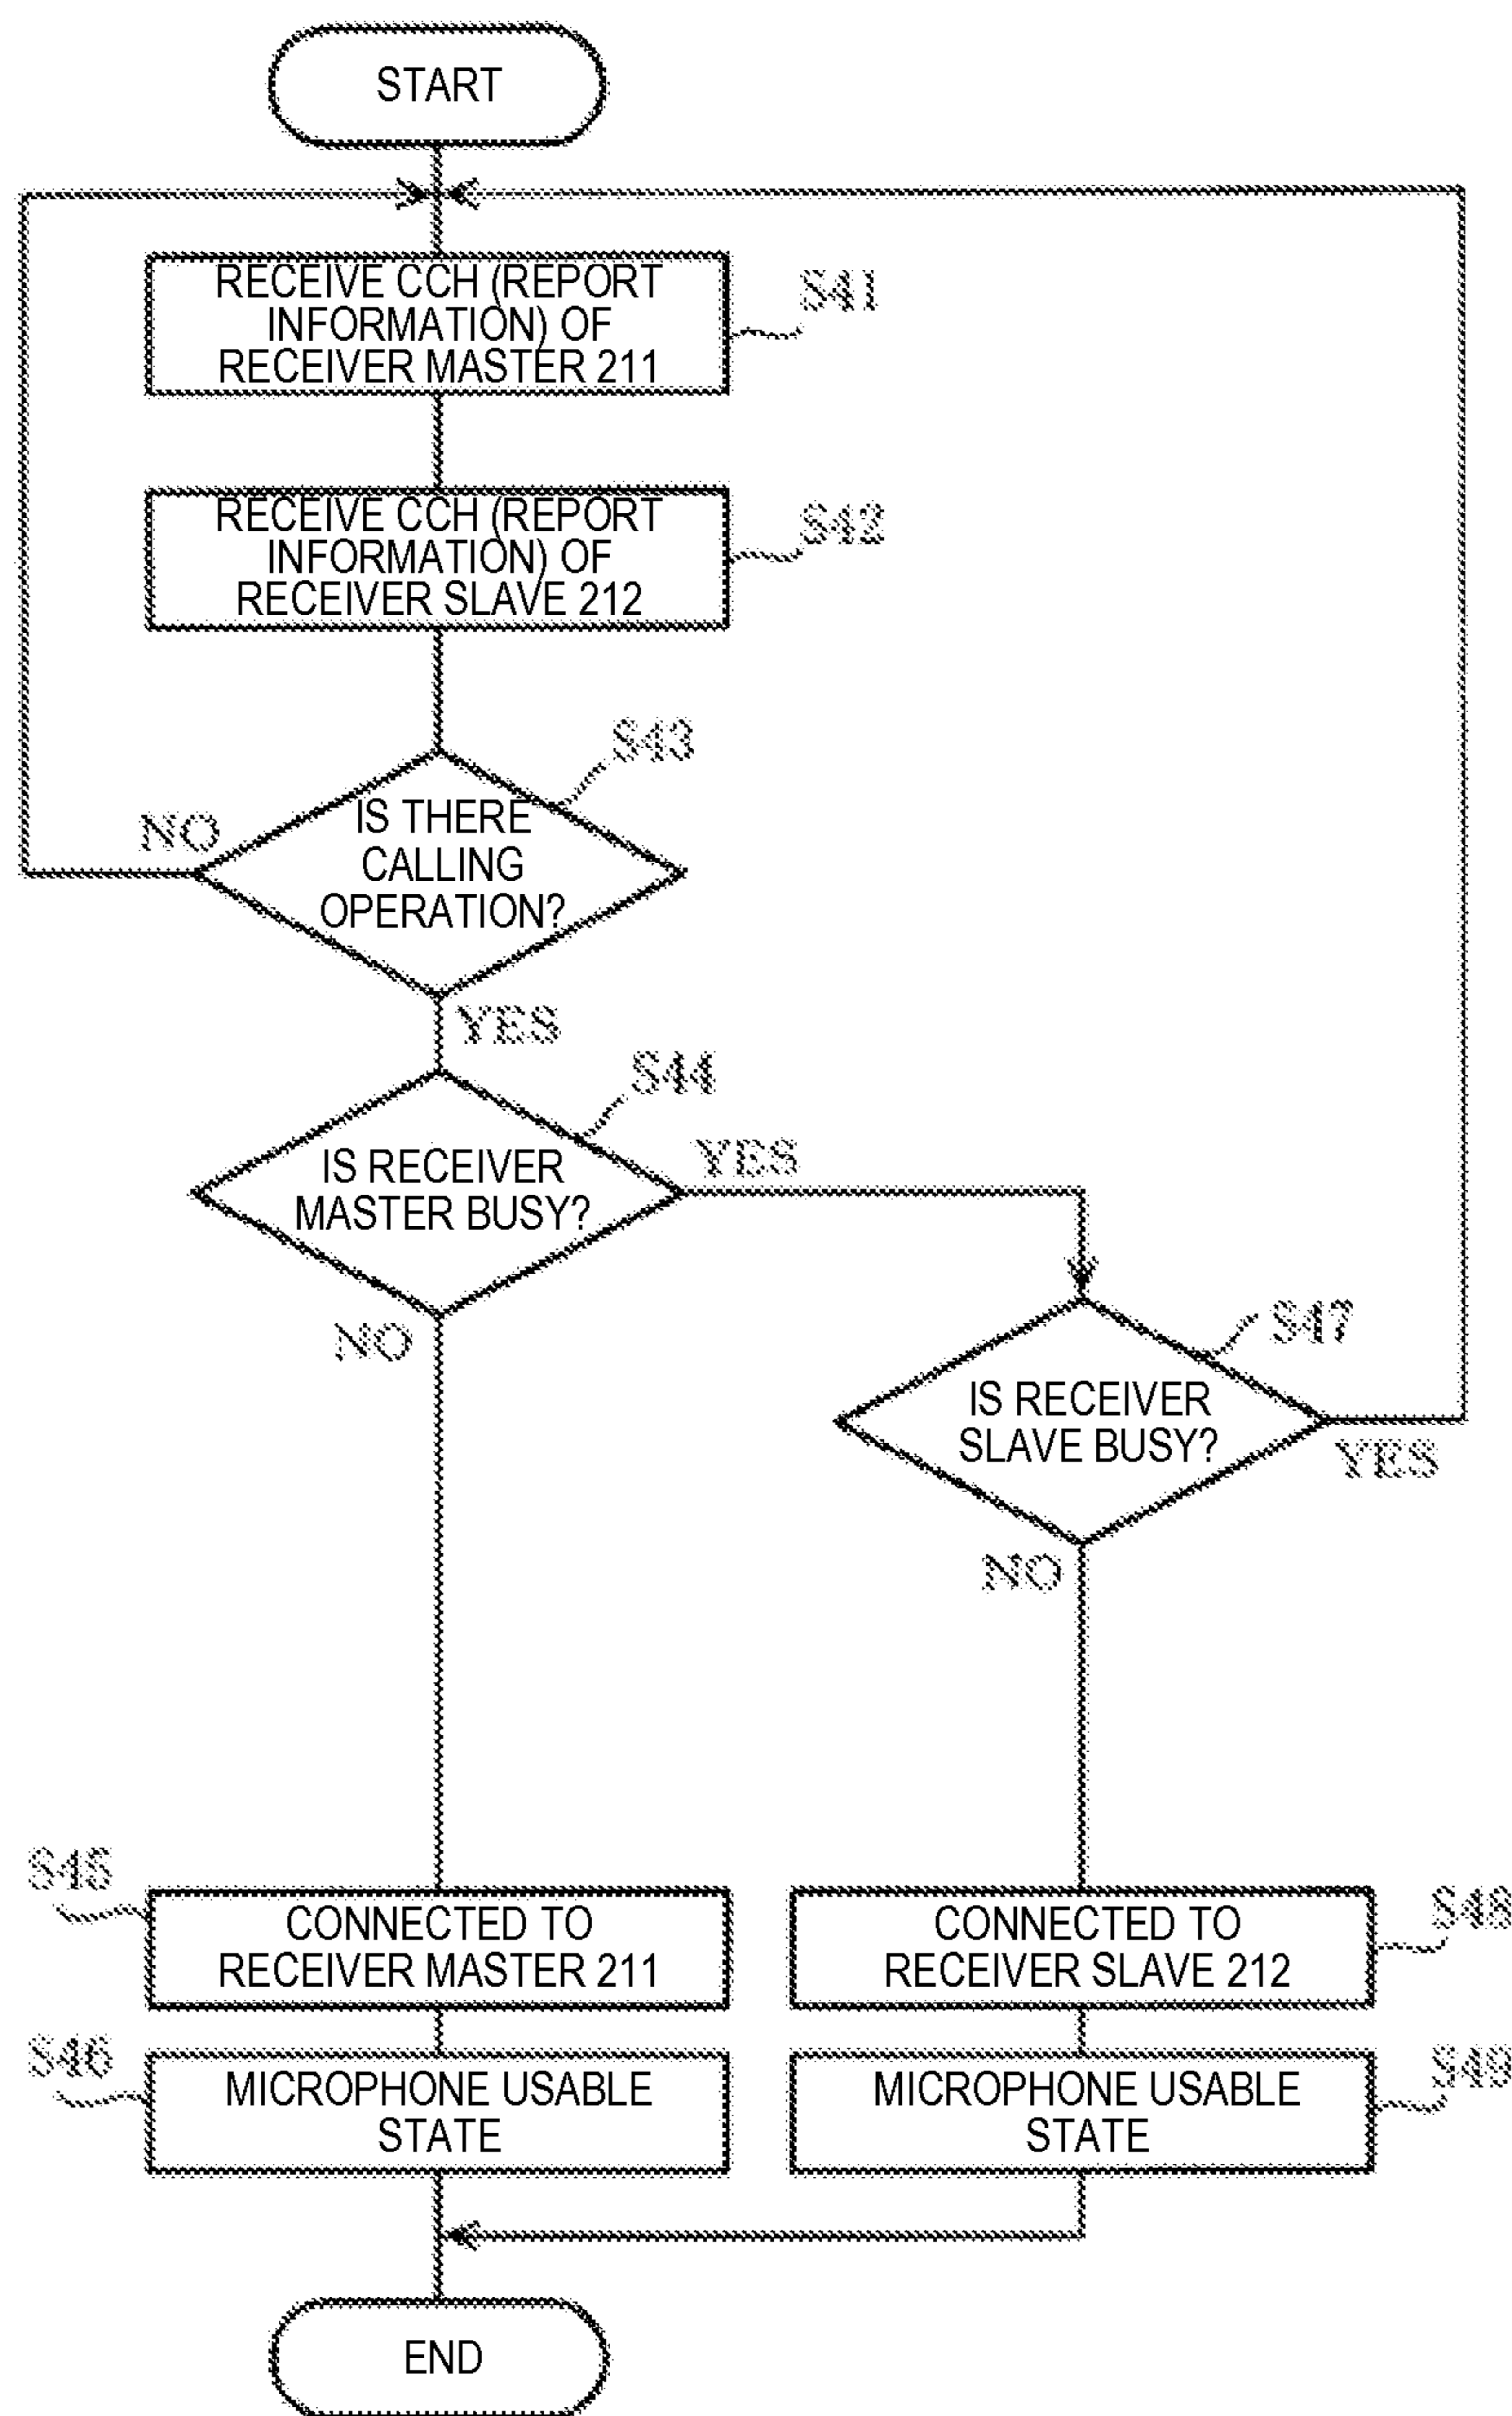 START
RECEIVE CCH (REPORT
INFORMATION) OF
RECEIVER MASTER 211
S41
RECEIVE CCH (REPORT
INFORMATION) OF
RECEIVER SLAVE 212
S42
S43
IS THERE
CALLING
OPERATION?
NO
YES
S44
IS RECEIVER
MASTER BUSY?
YES
NO
S47
IS RECEIVER
SLAVE BUSY?
YES
NO
S45
CONNECTED TO
RECEIVER MASTER 211
CONNECTED TO
RECEIVER SLAVE 212
S48
S46
MICROPHONE USABLE
STATE
MICROPHONE USABLE
STATE
S49
END